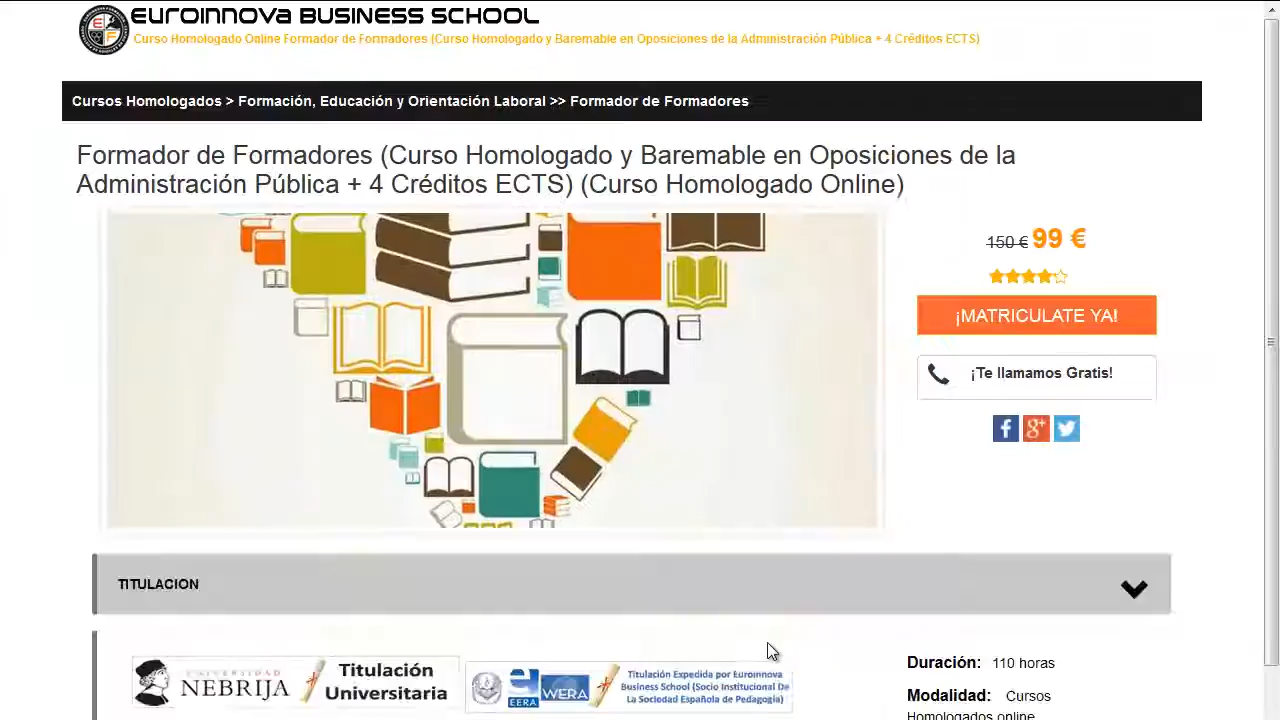 EUROINNOVA BUSINESS SCHOOL
Curso Homologado Online Formador de Formadores (Curso Homologado y Baremable en Oposiciones de la Administración Pública + 4 Créditos ECTS)
Cursos Homologados > Formación, Educación y Orientación Laboral >> Formador de Formadores
Formador de Formadores (Curso Homologado y Baremable en Oposiciones de la
Administración Pública + 4 Créditos ECTS) (Curso Homologado Online)
150 € 99 €
¡MATRICULATE YA!
¡Te llamamos Gratis!
TITULACION
UNIVERSIDAD
NEBRIJA
Titulación
Universitaria
EERA
WERA
Titulación Expedida por Euroinnova
Business School (Socio Institucional De
La Sociedad Española de Pedagogía)
Duración: 110 horas
Modalidad: Cursos
Homologados online